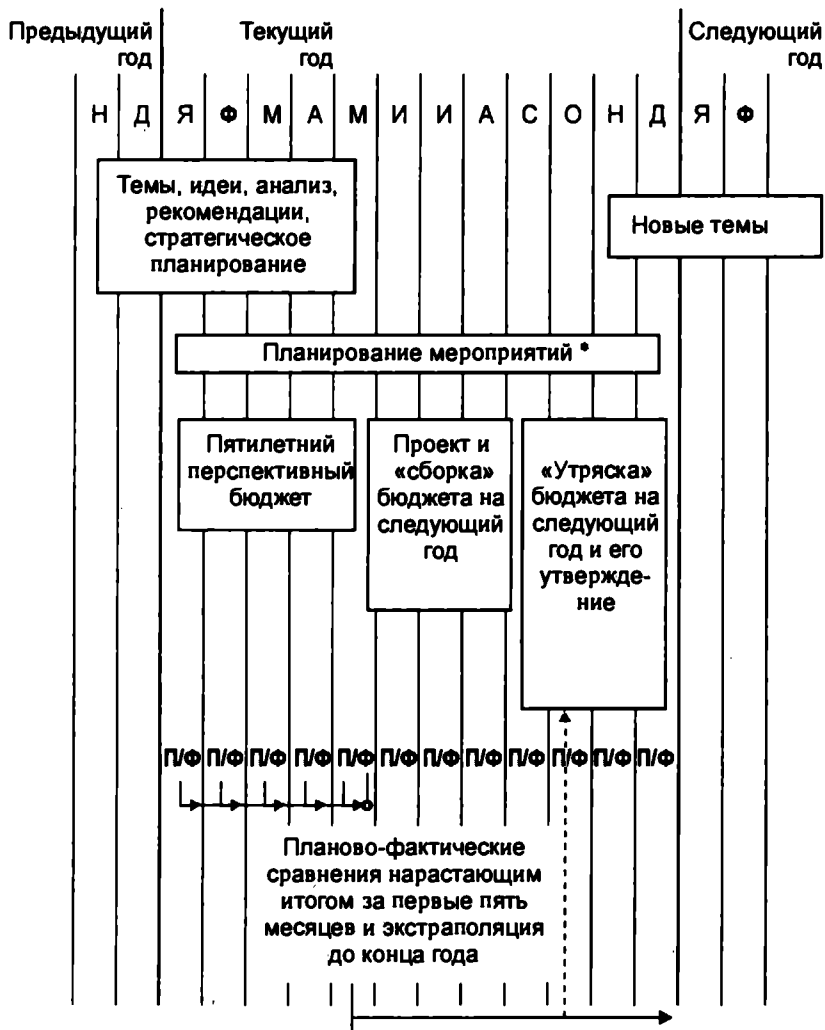 Предыдущий год
Текущий год
Следующий год
Н Д Я Ф М А М И И А С О Н Д Я Ф
Темы, идеи, анализ,
рекомендации,
стратегическое
планирование
Новые темы
Планирование мероприятий *
Пятилетний
перспективный
бюджет
Проект и
«сборка»
бюджета на
следующий
год
«Утряска»
бюджета на
следующий
год и его
утвержде-
ние
П/Ф П/Ф П/Ф П/Ф П/Ф П/Ф П/Ф П/Ф П/Ф П/Ф П/Ф П/Ф
Планово-фактические
сравнения нарастающим
итогом за первые пять
месяцев и экстраполяция
до конца года